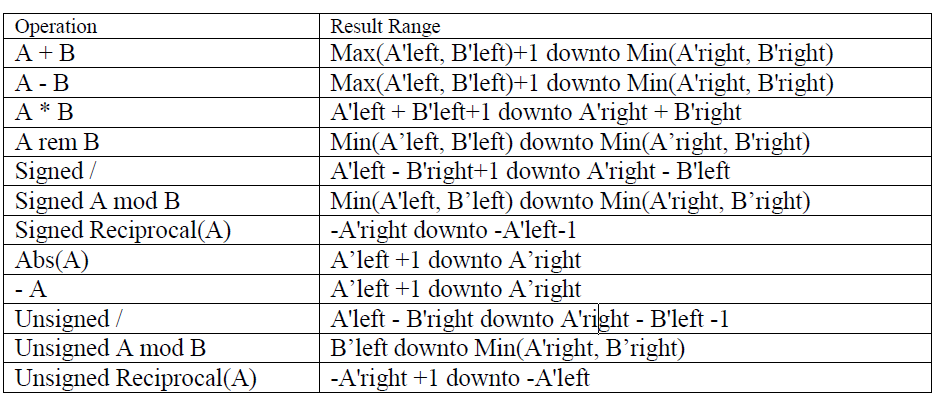 Operation Result Range
A + B Max(A'left, B'left)+1 downto Min(A'right, B'right)
A - B Max(A'left, B'left)+1 downto Min(A'right, B'right)
A * B A'left + B'left+1 downto A'right + B'right
A rem B Min(A’left, B'left) downto Min(A’right, B'right)
Signed / A'left - B'right+1 downto A'right - B'left
Signed A mod B Min(A'left, B’left) downto Min(A'right, B’right)
Signed Reciprocal(A) -A'right downto -A'left-1
Abs(A) A’left +1 downto A’right
- A A’left +1 downto A’right
Unsigned / A'left - B'right downto A'right - B'left -1
Unsigned A mod B B’left downto Min(A'right, B’right)
Unsigned Reciprocal(A) -A'right +1 downto -A'left